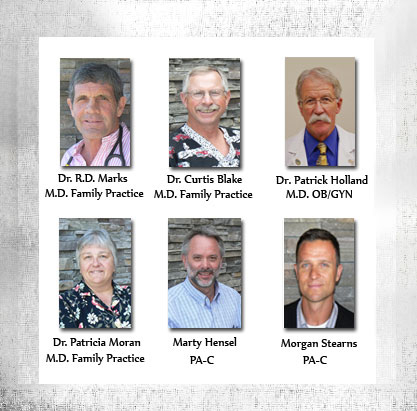 Dr. R.D. Marks
M.D. Family Practice
Dr. Curtis Blake
M.D. Family Practice
Dr. Patrick Holland
M.D. OB/GYN
Dr. Patricia Moran
M.D. Family Practice
Marty Hensel
PA-C
Morgan Stearns
PA-C